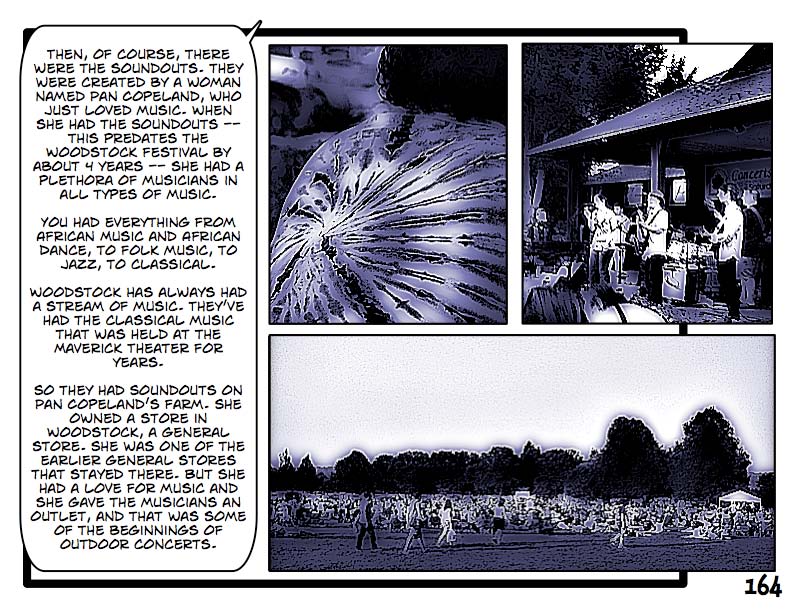 THEN, OF COURSE, THERE
WERE THE SOUNDOUTS. THEY
WERE CREATED BY A WOMAN
NAMED PAN COPELAND, WHO
JUST LOVED MUSIC. WHEN
SHE HAD THE SOUNDOUTS --
THIS PREDATES THE
WOODSTOCK FESTIVAL BY
ABOUT 4 YEARS -- SHE HAD A
PLETHORA OF MUSICIANS IN
ALL TYPES OF MUSIC.
YOU HAD EVERYTHING FROM
AFRICAN MUSIC AND AFRICAN
DANCE, TO FOLK MUSIC, TO
JAZZ, TO CLASSICAL.
WOODSTOCK HAS ALWAYS HAD
A STREAM OF MUSIC. THEY'VE
HAD THE CLASSICAL MUSIC
THAT WAS HELD AT THE
MAVERICK THEATER FOR
YEARS.
SO THEY HAD SOUNDOUTS ON
PAN COPELAND'S FARM. SHE
OWNED A STORE IN
WOODSTOCK, A GENERAL
STORE. SHE WAS ONE OF THE
EARLIER GENERAL STORES
THAT STAYED THERE. BUT SHE
HAD A LOVE FOR MUSIC AND
SHE GAVE THE MUSICIANS AN
OUTLET, AND THAT WAS SOME
OF THE BEGINNINGS OF
OUTDOOR CONCERTS.
Concerts
164